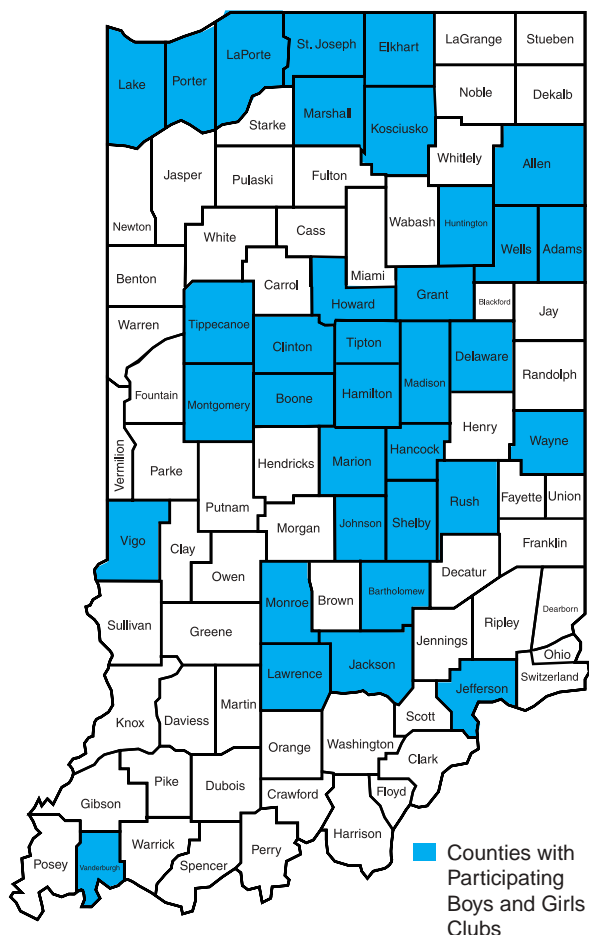 St. Joseph
Elkhart
LaGrange
Stueben
LaPorte
Lake
Porter
Noble
Dekalb
Starke
Marshall
Kosciusko
Whitlely
Allen
Jasper
Pulaski
Fulton
Newton
White
Cass
Wabash
Huntington
Wells
Adams
Benton
Carrol
Miami
Howard
Grant
Blackford
Jay
Warren
Tippecanoe
Clinton
Tipton
Madison
Delaware
Randolph
Fountain
Montgomery
Boone
Hamilton
Henry
Wayne
Vermilion
Parke
Hendricks
Marion
Hancock
Putnam
Rush
Fayette
Union
Morgan
Johnson
Shelby
Vigo
Clay
Franklin
Owen
Decatur
Monroe
Brown
Bartholomew
Dearborn
Sullivan
Greene
Jennings
Ripley
Ohio
Lawrence
Jackson
Jefferson
Switzerland
Knox
Daviess
Martin
Scott
Orange
Washington
Clark
Pike
Dubois
Crawford
Floyd
Gibson
Harrison
Posey
Vanderburgh
Warrick
Spencer
Perry
Counties with
Participating
Boys and Girls
Clubs